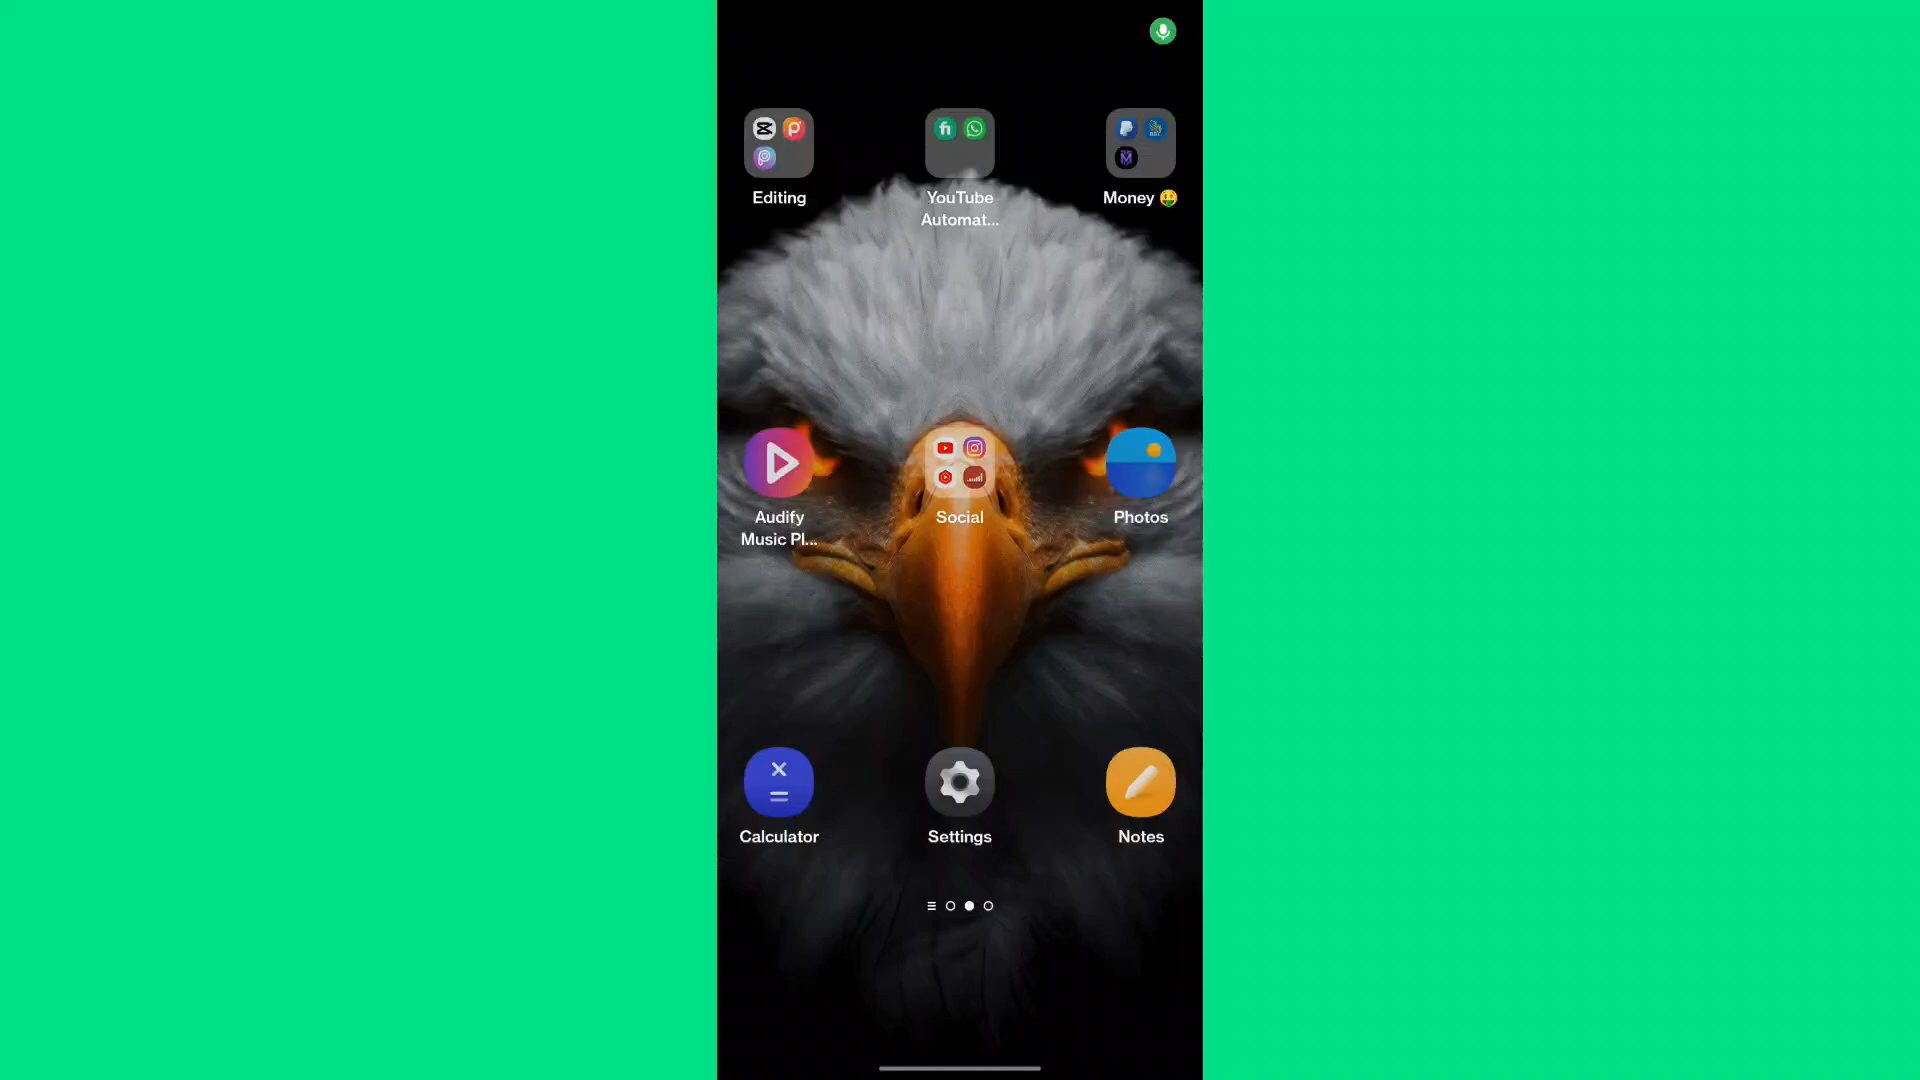 Editing
YouTube
Automat...
Money 🤑
Audify
Music Pl...
Social
Photos
Calculator
Settings
Notes